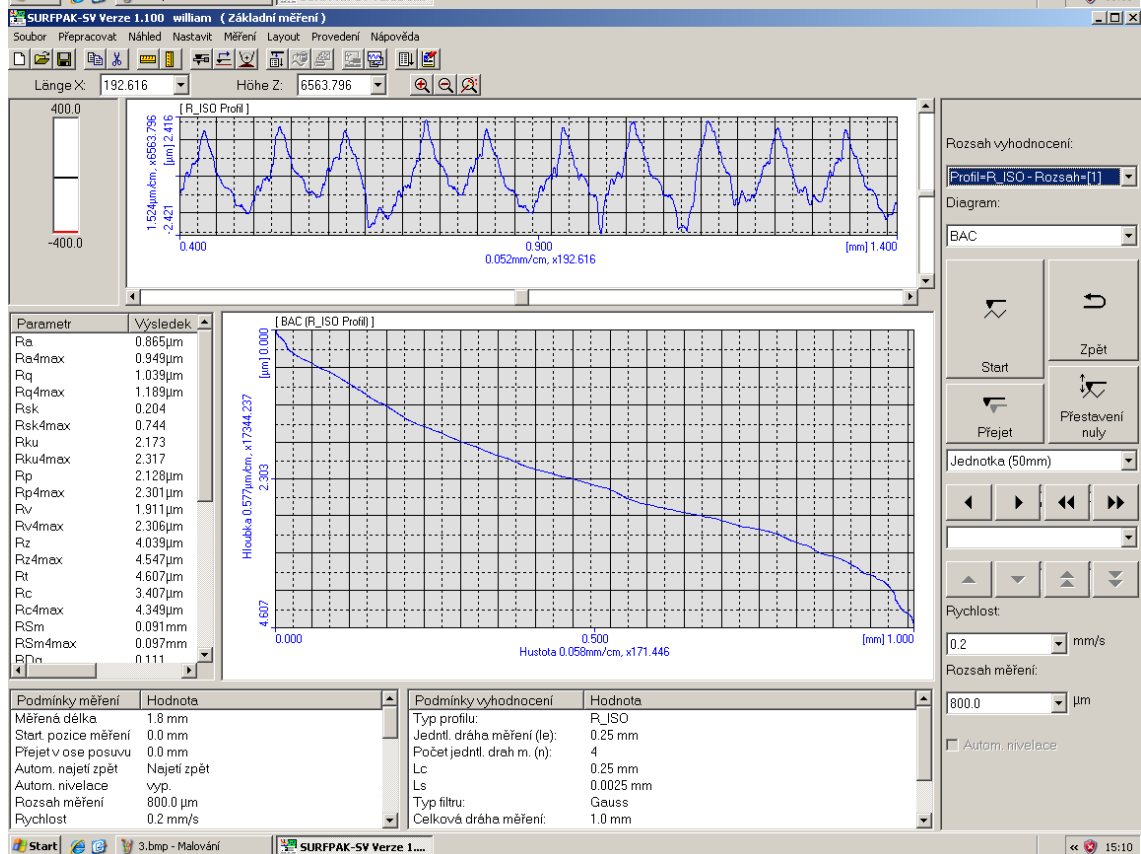 SURFPAK-SV Verze 1.100 william ( Základní měření )
Soubor Přepracovat Náhled Nastavit Měření Layout Provedení Nápověda
Länge X: 192.616 Höhe Z: 6563.796
400.0
-400.0
[ R_ISO Profil ]
1.524µm/cm, x6563.796
-2.421 [µm] 2.416
0.400 0.900 [mm] 1.400
0.052mm/cm, x192.616
Rozsah vyhodnocení:
Profil=R_ISO - Rozsah=[1]
Diagram:
BAC
Start
Zpět
Přejet
Přestavení
nuly
Jednotka (50mm)
Rychlost:
0.2 mm/s
Rozsah měření:
800.0 µm
Autom. nivelace
Parametr Výsledek
Ra 0.865µm
Ra4max 0.949µm
Rq 1.039µm
Rq4max 1.189µm
Rsk 0.204
Rsk4max 0.744
Rku 2.173
Rku4max 2.317
Rp 2.128µm
Rp4max 2.301µm
Rv 1.911µm
Rv4max 2.306µm
Rz 4.039µm
Rz4max 4.547µm
Rt 4.607µm
Rc 3.407µm
Rc4max 4.349µm
RSm 0.091mm
RSm4max 0.097mm
RDq 0.111
[ BAC (R_ISO Profil) ]
Hloubka 0.577µm/cm, x17344.237
4.607 2.303 [µm] 0.000
0.000 0.500 [mm] 1.000
Hustota 0.058mm/cm, x171.446
Podmínky měření Hodnota
Měřená délka 1.8 mm
Start. pozice měření 0.0 mm
Přejet v ose posuvu 0.0 mm
Autom. najetí zpět Najetí zpět
Autom. nivelace vyp.
Rozsah měření 800.0 µm
Rychlost 0.2 mm/s
Podmínky vyhodnocení Hodnota
Typ profilu: R_ISO
Jedntl. dráha měření (le): 0.25 mm
Počet jedntl. drah m. (n): 4
Lc 0.25 mm
Ls 0.0025 mm
Typ filtru: Gauss
Celková dráha měření: 1.0 mm
Start 3.bmp - Malování SURFPAK-SV Verze 1.... « 15:10